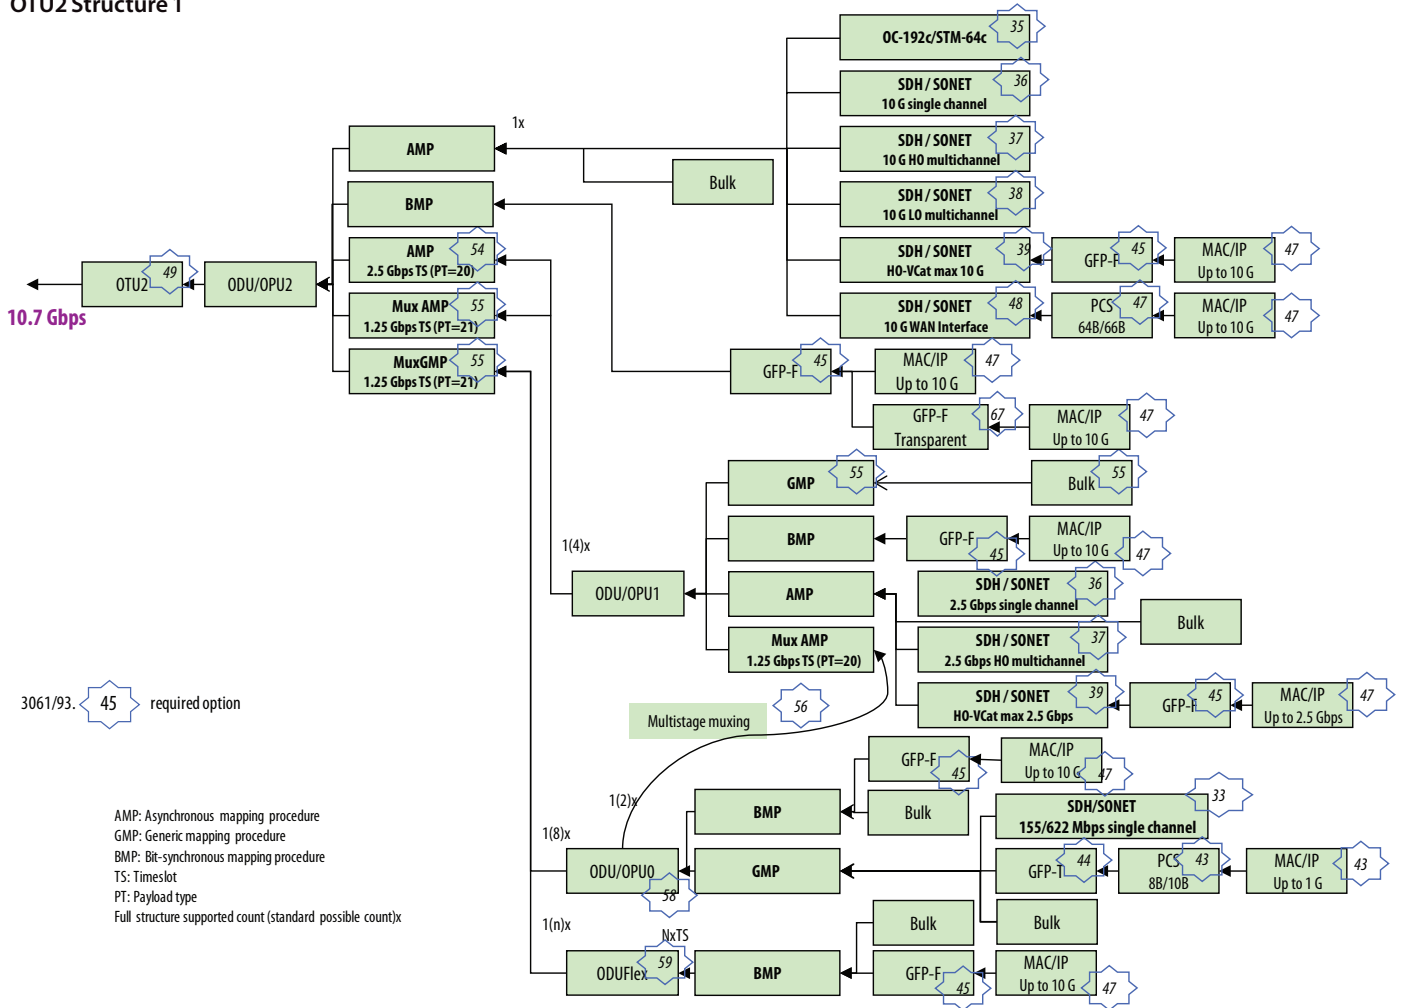 OTU2 Structure 1
OC-192c/STM-64c
35
SDH / SONET
10 G single channel
36
1x
AMP
SDH / SONET
10 G HO multichannel
37
Bulk
BMP
SDH / SONET
10 G LO multichannel
38
AMP
2.5 Gbps TS (PT=20)
54
SDH / SONET
HO-VCat max 10 G
39
GFP-F
45
MAC/IP
Up to 10 G
47
OTU2
49
ODU/OPU2
10.7 Gbps
Mux AMP
1.25 Gbps TS (PT=21)
55
SDH / SONET
10 G WAN Interface
48
PCS
64B/66B
47
MAC/IP
Up to 10 G
47
MuxGMP
1.25 Gbps TS (PT=21)
55
GFP-F
45
MAC/IP
Up to 10 G
47
GFP-F
Transparent
67
MAC/IP
Up to 10 G
47
GMP
55
Bulk
55
BMP
GFP-F
45
MAC/IP
Up to 10 G
47
1(4)x
ODU/OPU1
AMP
SDH / SONET
2.5 Gbps single channel
36
Bulk
Mux AMP
1.25 Gbps TS (PT=20)
SDH / SONET
2.5 Gbps HO multichannel
37
SDH / SONET
HO-VCat max 2.5 Gbps
39
GFP-F
45
MAC/IP
Up to 2.5 Gbps
47
3061/93. 45 required option
Multistage muxing
56
GFP-F
45
MAC/IP
Up to 10 G
47
1(2)x
BMP
Bulk
SDH/SONET
155/622 Mbps single channel
33
1(8)x
ODU/OPU0
58
GMP
GFP-T
44
PCS
8B/10B
43
MAC/IP
Up to 1 G
43
Bulk
Bulk
1(n)x
NxTS
ODUFlex
59
BMP
GFP-F
45
MAC/IP
Up to 10 G
47
AMP: Asynchronous mapping procedure
GMP: Generic mapping procedure
BMP: Bit-synchronous mapping procedure
TS: Timeslot
PT: Payload type
Full structure supported count (standard possible count)x